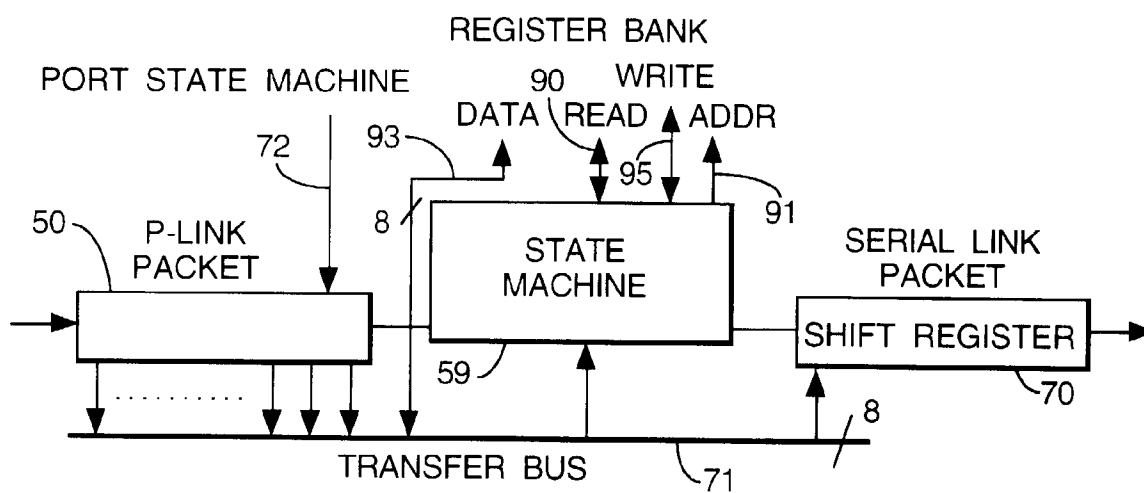 REGISTER BANK
PORT STATE MACHINE
90
WRITE
DATA READ
ADDR
93
72
95
91
8
50
P-LINK
PACKET
STATE
MACHINE
SERIAL LINK
PACKET
SHIFT REGISTER
59
70
8
TRANSFER BUS
71